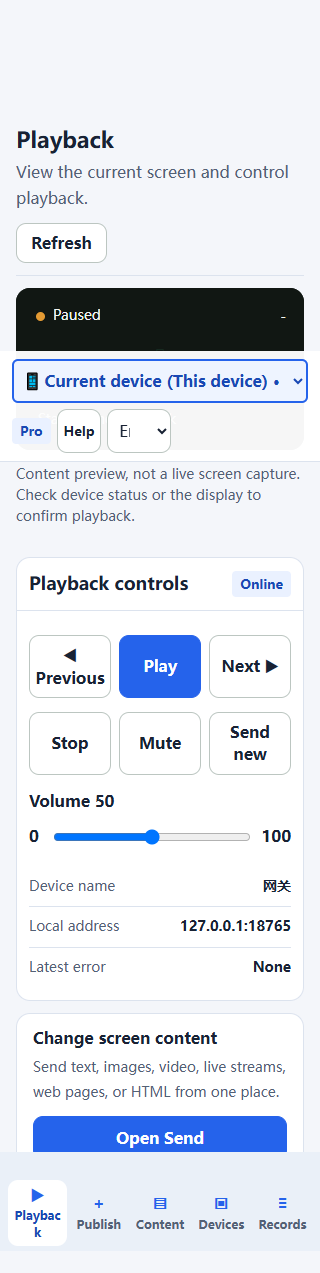 Playback
View the current screen and control
playback.
Refresh
Paused
-
Current device (This device) •
Pro
Help
Content preview, not a live screen capture.
Check device status or the display to
confirm playback.
Playback controls
Online
◀
Previous
Play
Next ▶
Stop
Mute
Send
new
Volume 50
0
100
Device name
网关
Local address
127.0.0.1:18765
Latest error
None
Change screen content
Send text, images, video, live streams,
web pages, or HTML from one place.
Open Send
Playbac
k
+
Publish
Content
Devices
Records